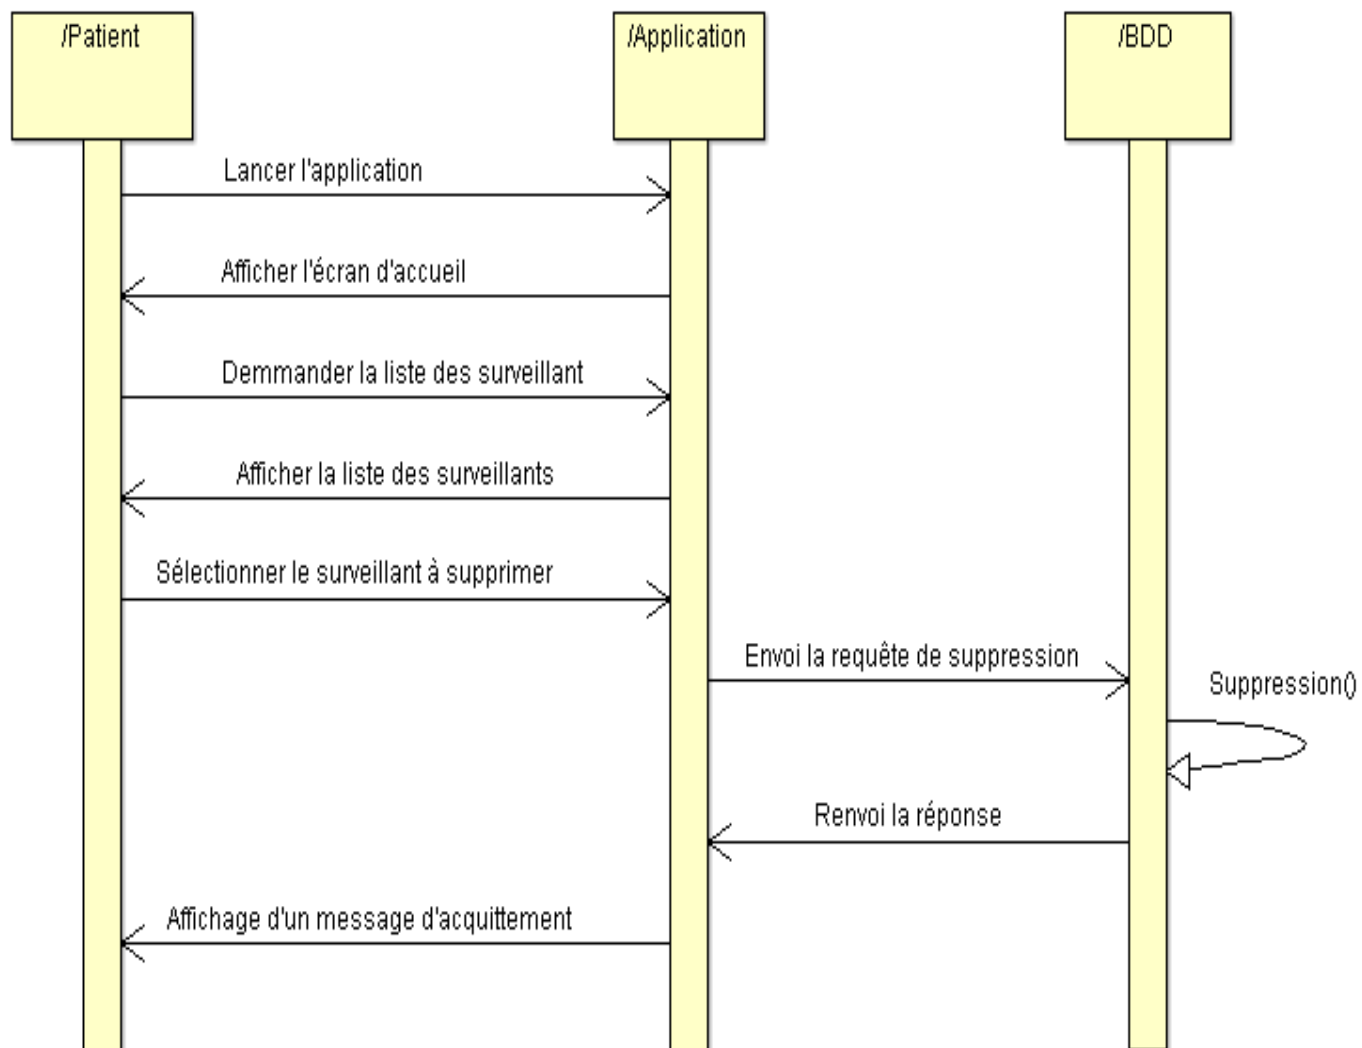 /Patient
/Application
/BDD
Lancer l'application
Afficher l'écran d'accueil
Demmander la liste des surveillant
Afficher la liste des surveillants
Sélectionner le surveillant à supprimer
Envoi la requête de suppression
Suppression()
Renvoi la réponse
Affichage d'un message d'acquittement